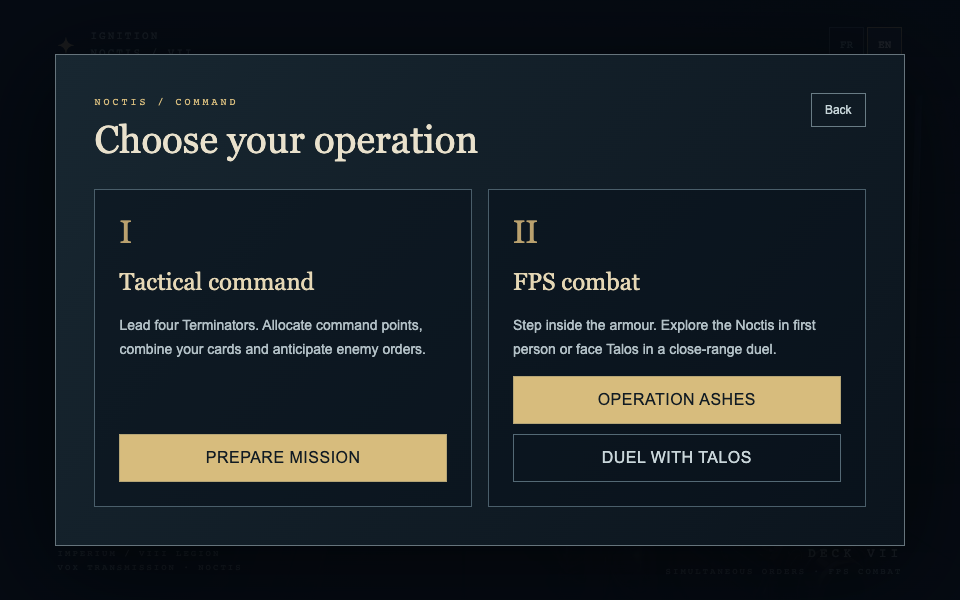 IGNITION
NOCTIS / VII
FR EN
NOCTIS / COMMAND
Back
Choose your operation
I
Tactical command
Lead four Terminators. Allocate command points,
combine your cards and anticipate enemy orders.
PREPARE MISSION
II
FPS combat
Step inside the armour. Explore the Noctis in first
person or face Talos in a close-range duel.
OPERATION ASHES
DUEL WITH TALOS
DECK VII